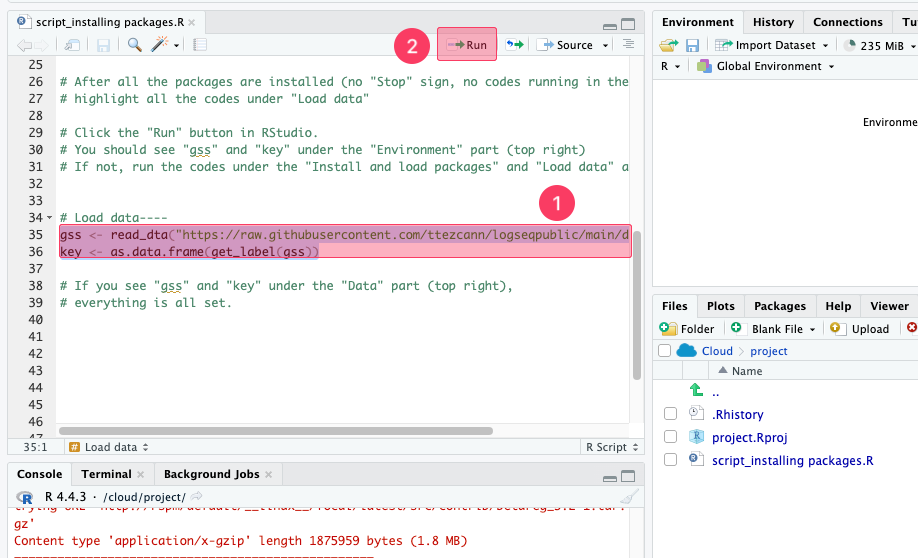 script_installing packages.R ×
Run
Source
2
25
26 # After all the packages are installed (no "Stop" sign, no codes running in the
27 # highlight all the codes under "Load data"
28
29 # Click the "Run" button in RStudio.
30 # You should see "gss" and "key" under the "Environment" part (top right)
31 # If not, run the codes under the "Install and load packages" and "Load data" a
32
33
1
34 # Load data----
35 gss <- read_dta("https://raw.githubusercontent.com/ttezcann/logseqpublic/main/d
36 key <- as.data.frame(get_label(gss))
37
38 # If you see "gss" and "key" under the "Data" part (top right),
39 # everything is all set.
40
41
42
43
44
45
46
47
35:1 # Load data R Script
Console Terminal × Background Jobs ×
R 4.4.3 · /cloud/project/
gz'
Content type 'application/x-gzip' length 1875959 bytes (1.8 MB)
Environment History Connections Tu
Import Dataset 235 MiB
R Global Environment
Environme
Files Plots Packages Help Viewer
Folder Blank File Upload
Cloud > project
Name
..
.Rhistory
project.Rproj
script_installing packages.R